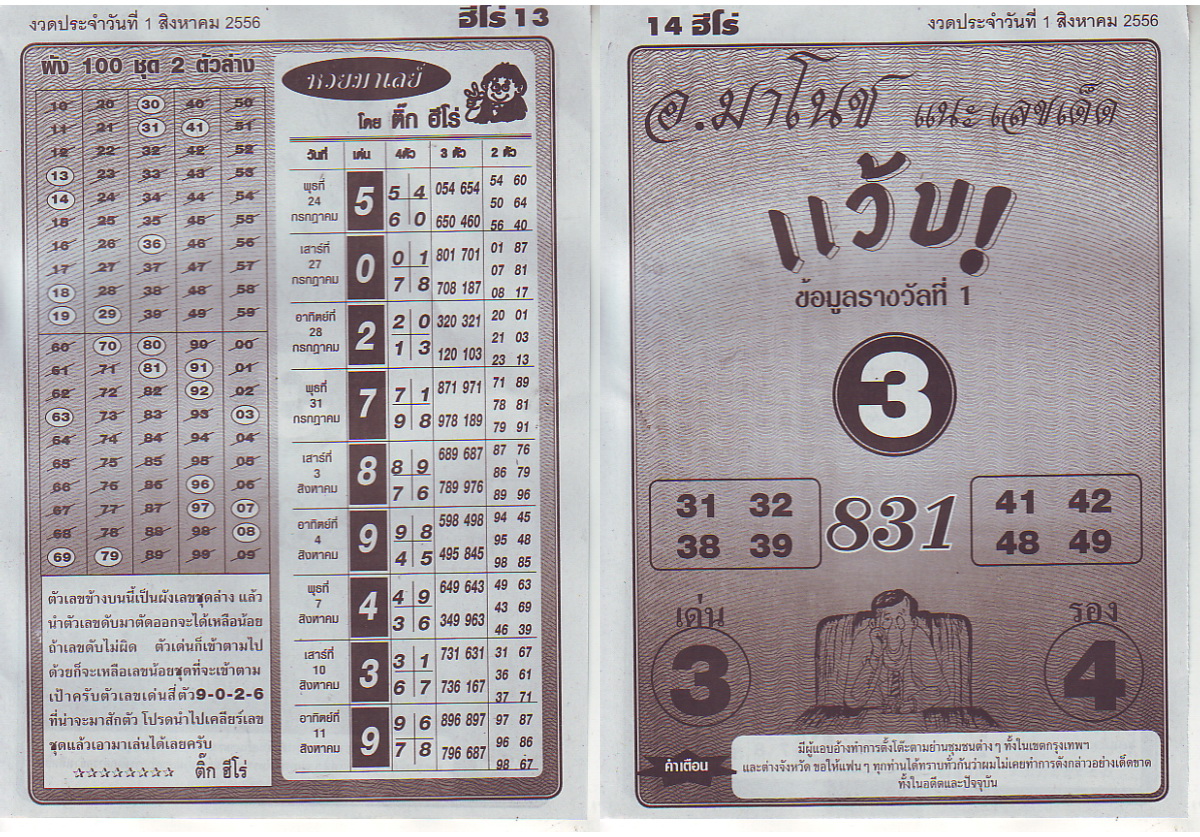 งวดประจำวันที่ 1 สิงหาคม 2556
ฮีโร่ 13
ผัง 100 ชุด 2 ตัวล่าง
10 20 30 40 50
11 21 31 41 51
12 22 32 42 52
13 23 33 43 53
14 24 34 44 54
15 25 35 45 55
16 26 36 46 56
17 27 37 47 57
18 28 38 48 58
19 29 39 49 59
60 70 80 90 00
61 71 81 91 01
62 72 82 92 02
63 73 83 93 03
64 74 84 94 04
65 75 85 95 05
66 76 86 96 06
67 77 87 97 07
68 78 88 98 08
69 79 89 99 09
ตัวเลขข้างบนนี้เป็นผังเลขชุดล่าง แล้ว
นำตัวเลขดับมาตัดออกจะได้เหลือน้อย
ถ้าเลขดับไม่ผิด ตัวเด่นก็เข้าตามไป
ด้วยก็จะเหลือเลขน้อยชุดที่จะเข้าตาม
เป้าครับตัวเลขเด่นสี่ตัว9-0-2-6
ที่น่าจะมาสักตัว โปรดนำไปเคลียร์เลข
ชุดแล้วเอามาเล่นได้เลยครับ
☆☆☆☆☆☆☆☆ ติ๊ก ฮีโร่
หวยมาเลย์
โดย ติ๊ก ฮีโร่
วันที่ เด่น 4ตัว 3 ตัว 2 ตัว
พุธที่ 24 กรกฎาคม 5 5 4 6 0 054 654 650 460 54 60 50 64 56 40
เสาร์ที่ 27 กรกฎาคม 0 0 1 7 8 801 701 708 187 01 87 07 81 08 17
อาทิตย์ที่ 28 กรกฎาคม 2 2 0 1 3 320 321 120 103 20 01 21 03 23 13
พุธที่ 31 กรกฎาคม 7 7 1 9 8 871 971 978 189 71 89 78 81 79 91
เสาร์ที่ 3 สิงหาคม 8 8 9 7 6 689 687 789 976 87 76 86 79 89 96
อาทิตย์ที่ 4 สิงหาคม 9 9 8 4 5 598 498 495 845 94 45 95 48 98 85
พุธที่ 7 สิงหาคม 4 4 9 3 6 649 643 349 963 49 63 43 69 46 39
เสาร์ที่ 10 สิงหาคม 3 3 1 6 7 731 631 736 167 31 67 36 61 37 71
อาทิตย์ที่ 11 สิงหาคม 9 9 6 7 8 896 897 796 687 97 87 96 86 98 67
14 ฮีโร่
งวดประจำวันที่ 1 สิงหาคม 2556
อ.มาโนช แนะเลขเด็ด
แว้บ!
ข้อมูลรางวัลที่ 1
3
31 32
38 39
831
41 42
48 49
เด่น
3
รอง
4
คำเตือน
มีผู้แอบอ้างทำการตั้งโต๊ะตามย่านชุมชนต่าง ๆ ทั้งในเขตกรุงเทพฯ
และต่างจังหวัด ขอให้แฟน ๆ ทุกท่านได้ทราบทั่วกันว่าผมไม่เคยทำการดังกล่าวอย่างเด็ดขาด
ทั้งในอดีตและปัจจุบัน